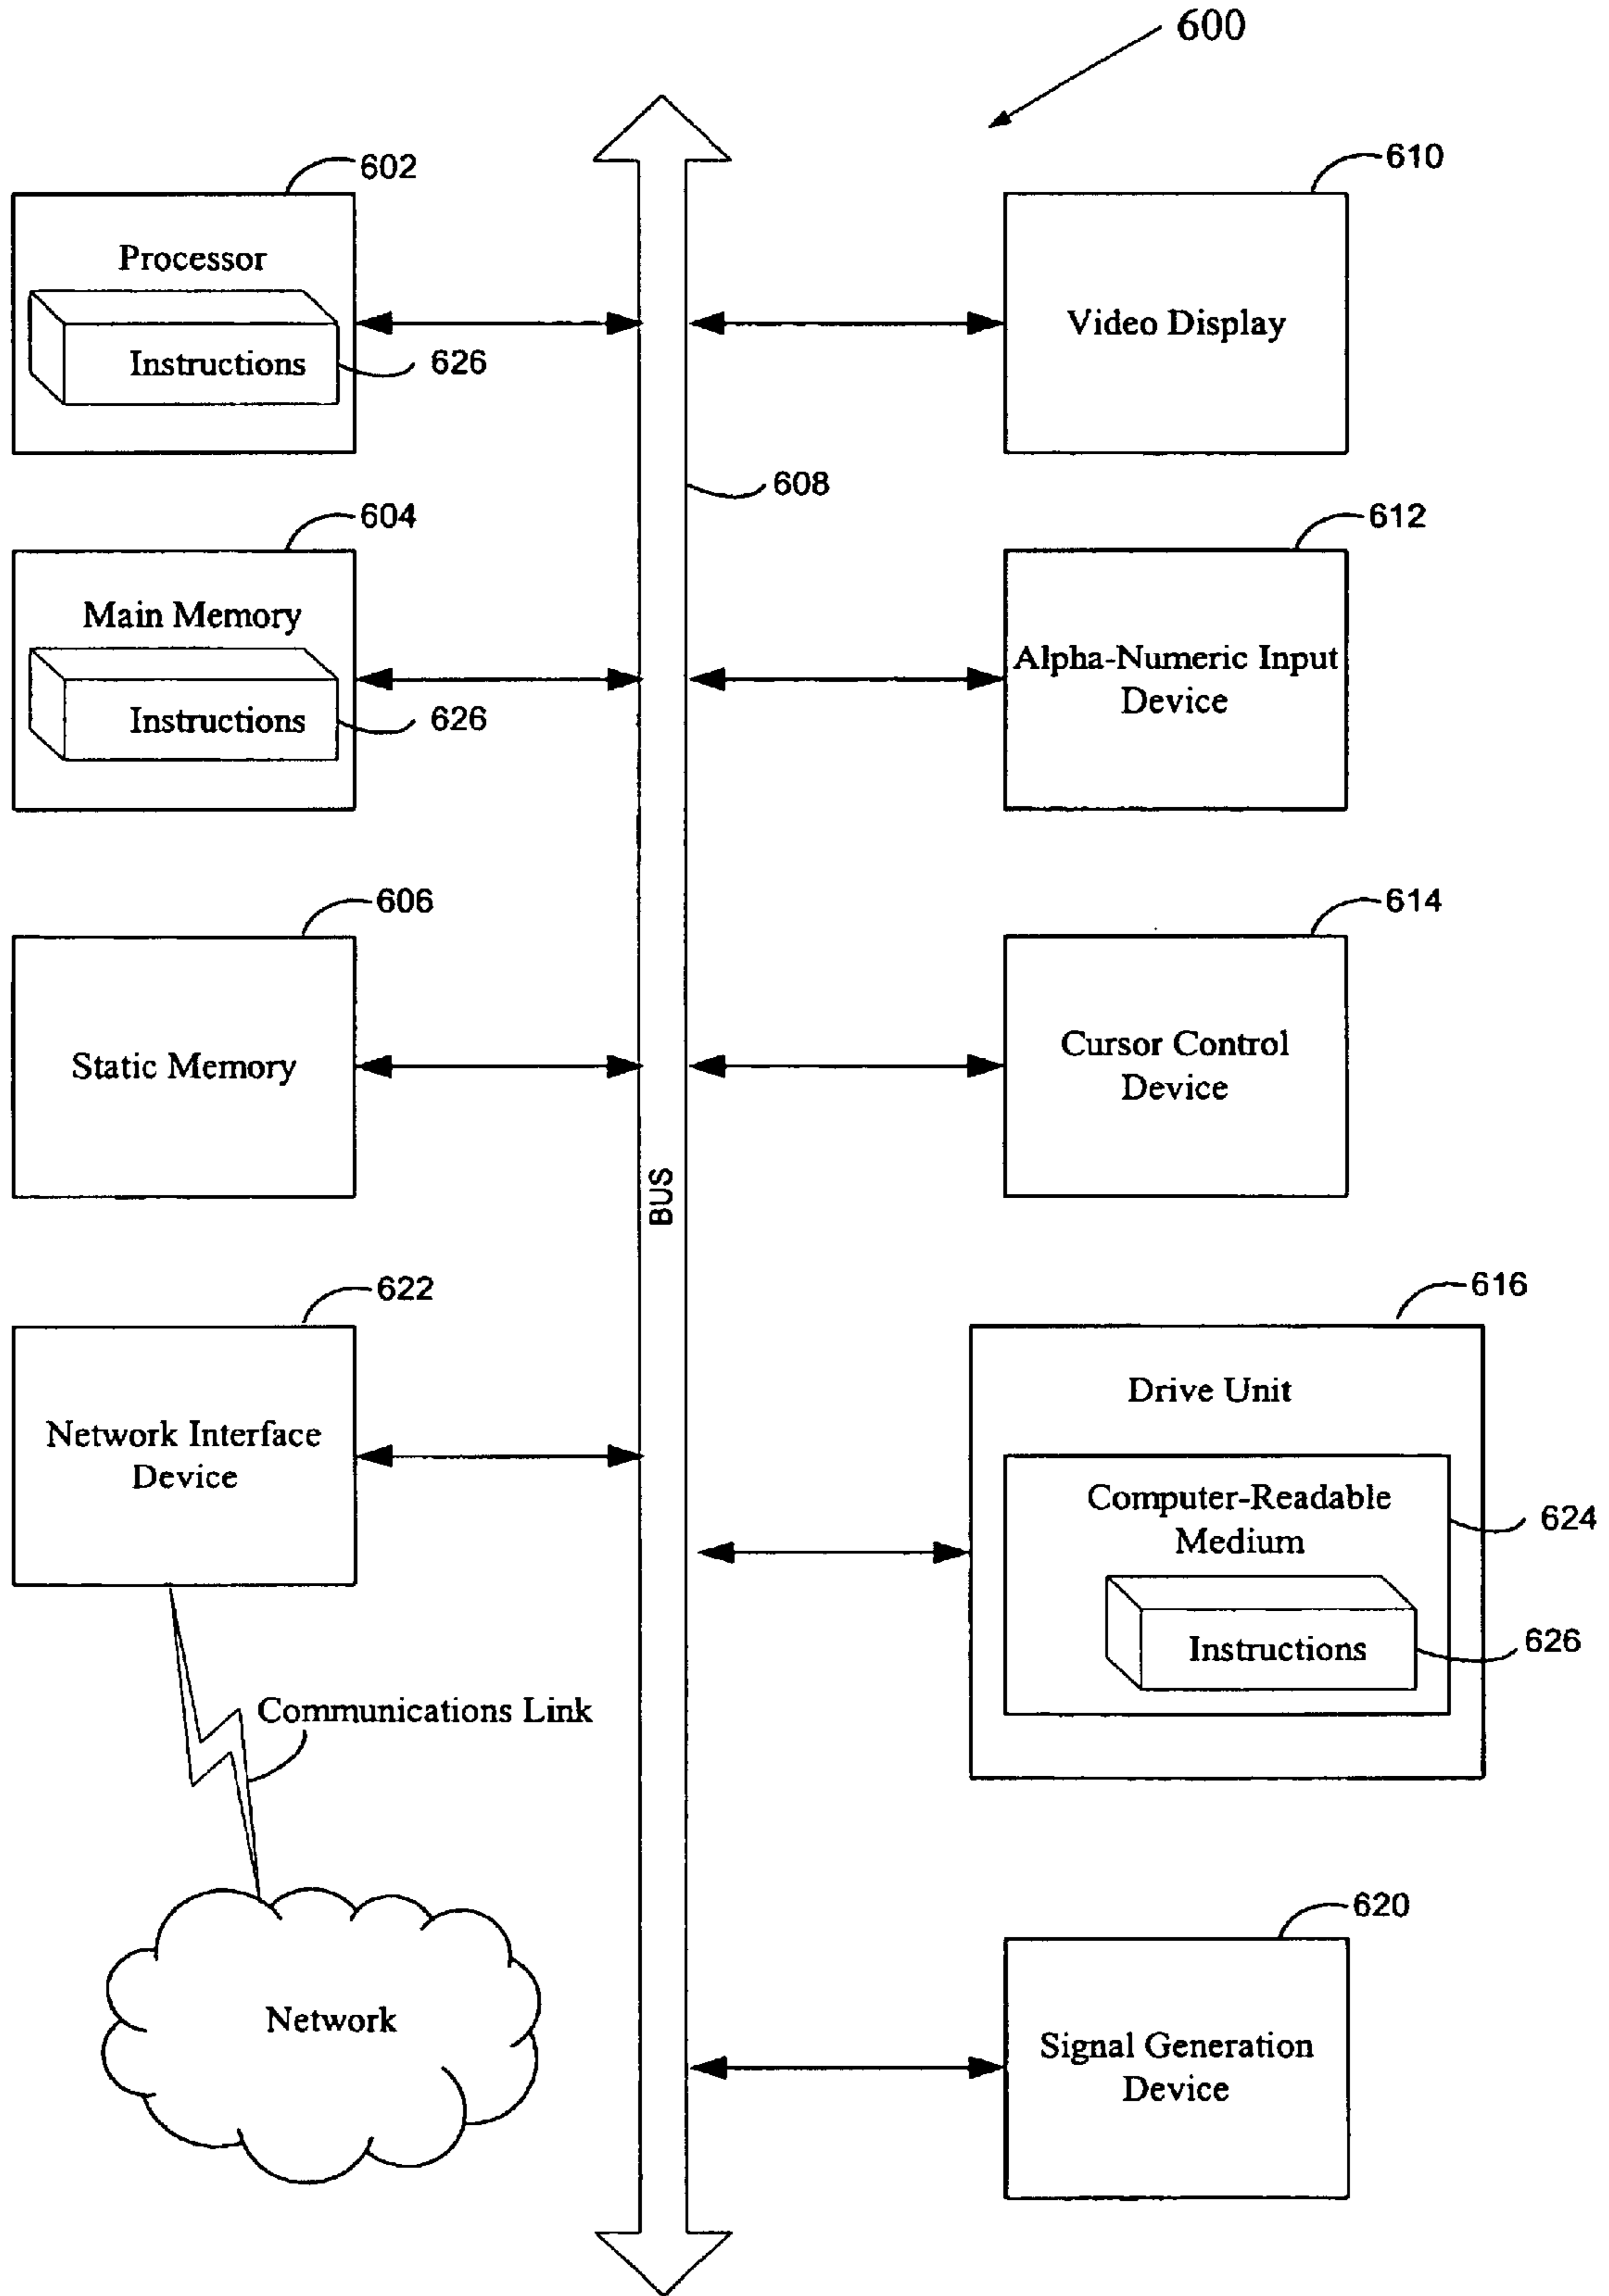 600
602
Processor
Instructions
626
604
Main Memory
Instructions
626
606
Static Memory
622
Network Interface
Device
Communications Link
Network
608
BUS
610
Video Display
612
Alpha-Numeric Input
Device
614
Cursor Control
Device
616
Drive Unit
Computer-Readable
Medium
624
Instructions
626
620
Signal Generation
Device